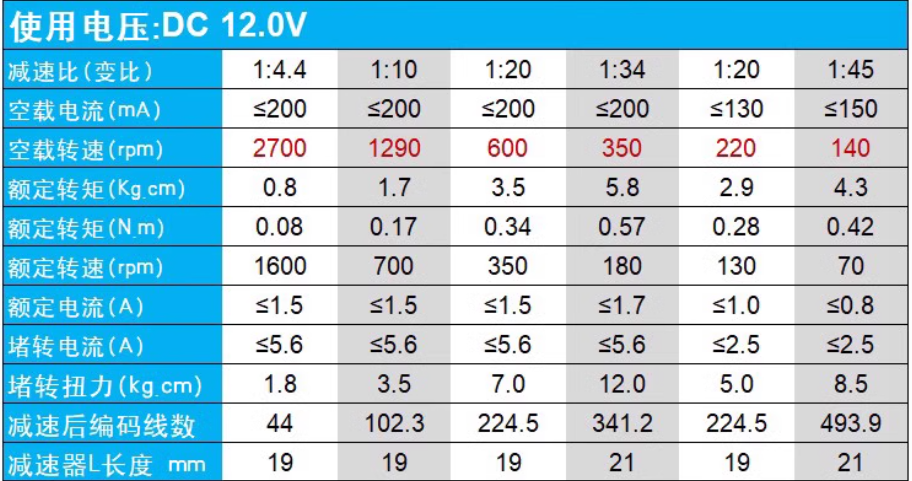 使用电压:DC 12.0V
减速比(变比) 1:4.4 1:10 1:20 1:34 1:20 1:45
空载电流(mA) ≤200 ≤200 ≤200 ≤200 ≤130 ≤150
空载转速(rpm) 2700 1290 600 350 220 140
额定转矩(Kg.cm) 0.8 1.7 3.5 5.8 2.9 4.3
额定转矩(N.m) 0.08 0.17 0.34 0.57 0.28 0.42
额定转速(rpm) 1600 700 350 180 130 70
额定电流(A) ≤1.5 ≤1.5 ≤1.5 ≤1.7 ≤1.0 ≤0.8
堵转电流(A) ≤5.6 ≤5.6 ≤5.6 ≤5.6 ≤2.5 ≤2.5
堵转扭力(kg.cm) 1.8 3.5 7.0 12.0 5.0 8.5
减速后编码线数 44 102.3 224.5 341.2 224.5 493.9
减速器L长度 mm 19 19 19 21 19 21